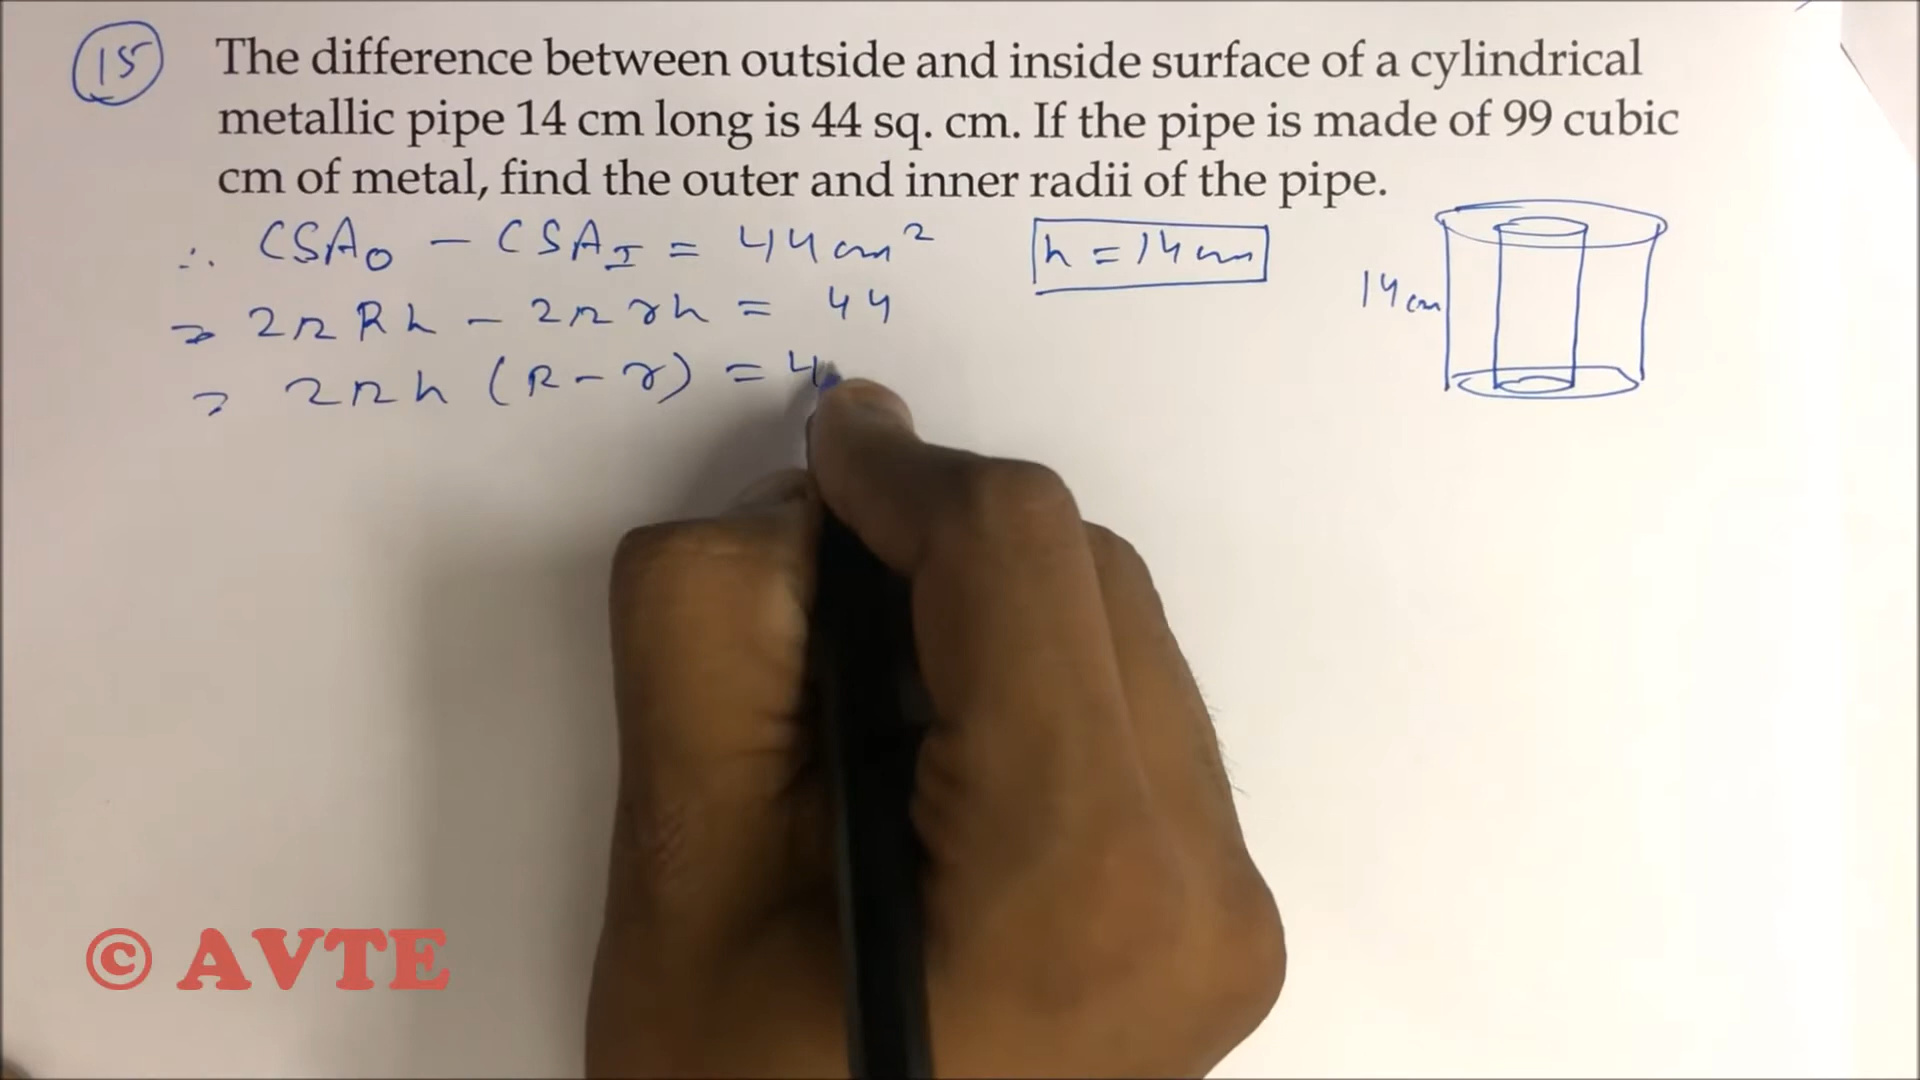 15
The difference between outside and inside surface of a cylindrical
metallic pipe 14 cm long is 44 sq. cm. If the pipe is made of 99 cubic
cm of metal, find the outer and inner radii of the pipe.
∴ CSA₀ – CSA_I = 44 cm²
h = 14 cm
14 cm
⇒ 2πRh – 2πrh = 44
⇒ 2πh (R – r) = 4
© AVTE